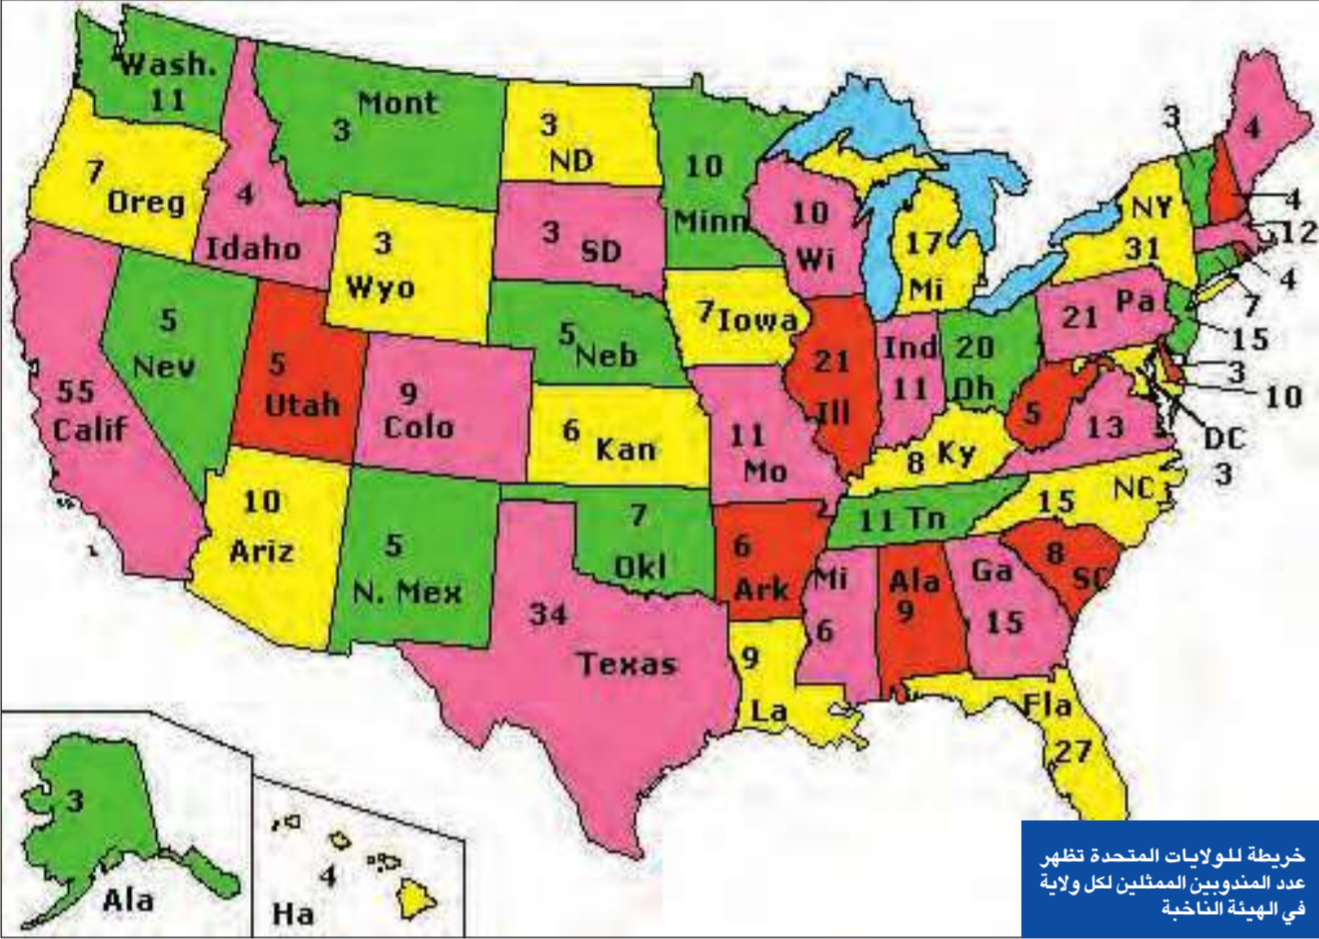 Wash.
11
Mont
3
3
ND
10
Minn
7
Oreg
4
Idaho
3
Wyo
3 SD
10
Wi
17
Mi
NY
31
3
4
4
12
4
7
15
3
10
DC
3
5
Nev
5
Utah
9
Colo
5 Neb
7 Iowa
21
Ill
Ind
11
20
Oh
21 Pa
5
13
55
Calif
6 Kan
11
Mo
8 Ky
15 NC
10
Ariz
5
N. Mex
7
Okl
6
Ark
11 Tn
Mi
6
Ala
9
Ga
15
8
SC
34
Texas
9
La
Fla
27
3
Ala
4
Ha
خريطة للولايات المتحدة تظهر
عدد المندوبين الممثلين لكل ولاية
في الهيئة الناخبة